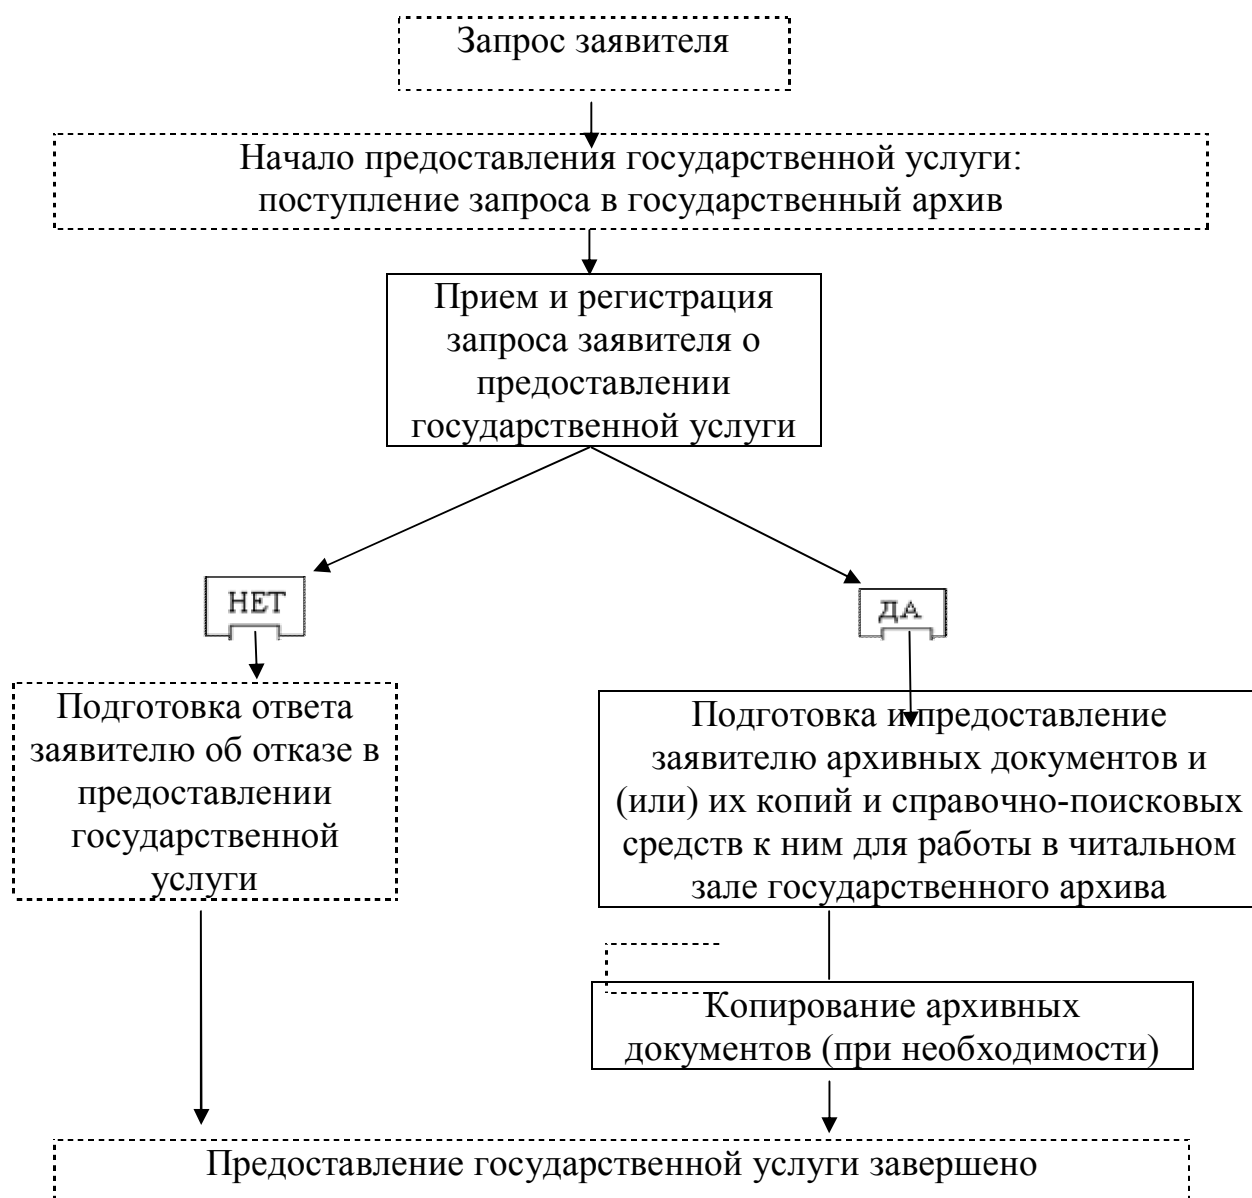 Запрос заявителя
Начало предоставления государственной услуги:
поступление запроса в государственный архив
Прием и регистрация
запроса заявителя о
предоставлении
государственной услуги
НЕТ
ДА
Подготовка ответа
заявителю об отказе в
предоставлении
государственной
услуги
Подготовка и предоставление
заявителю архивных документов и
(или) их копий и справочно-поисковых
средств к ним для работы в читальном
зале государственного архива
Копирование архивных
документов (при необходимости)
Предоставление государственной услуги завершено